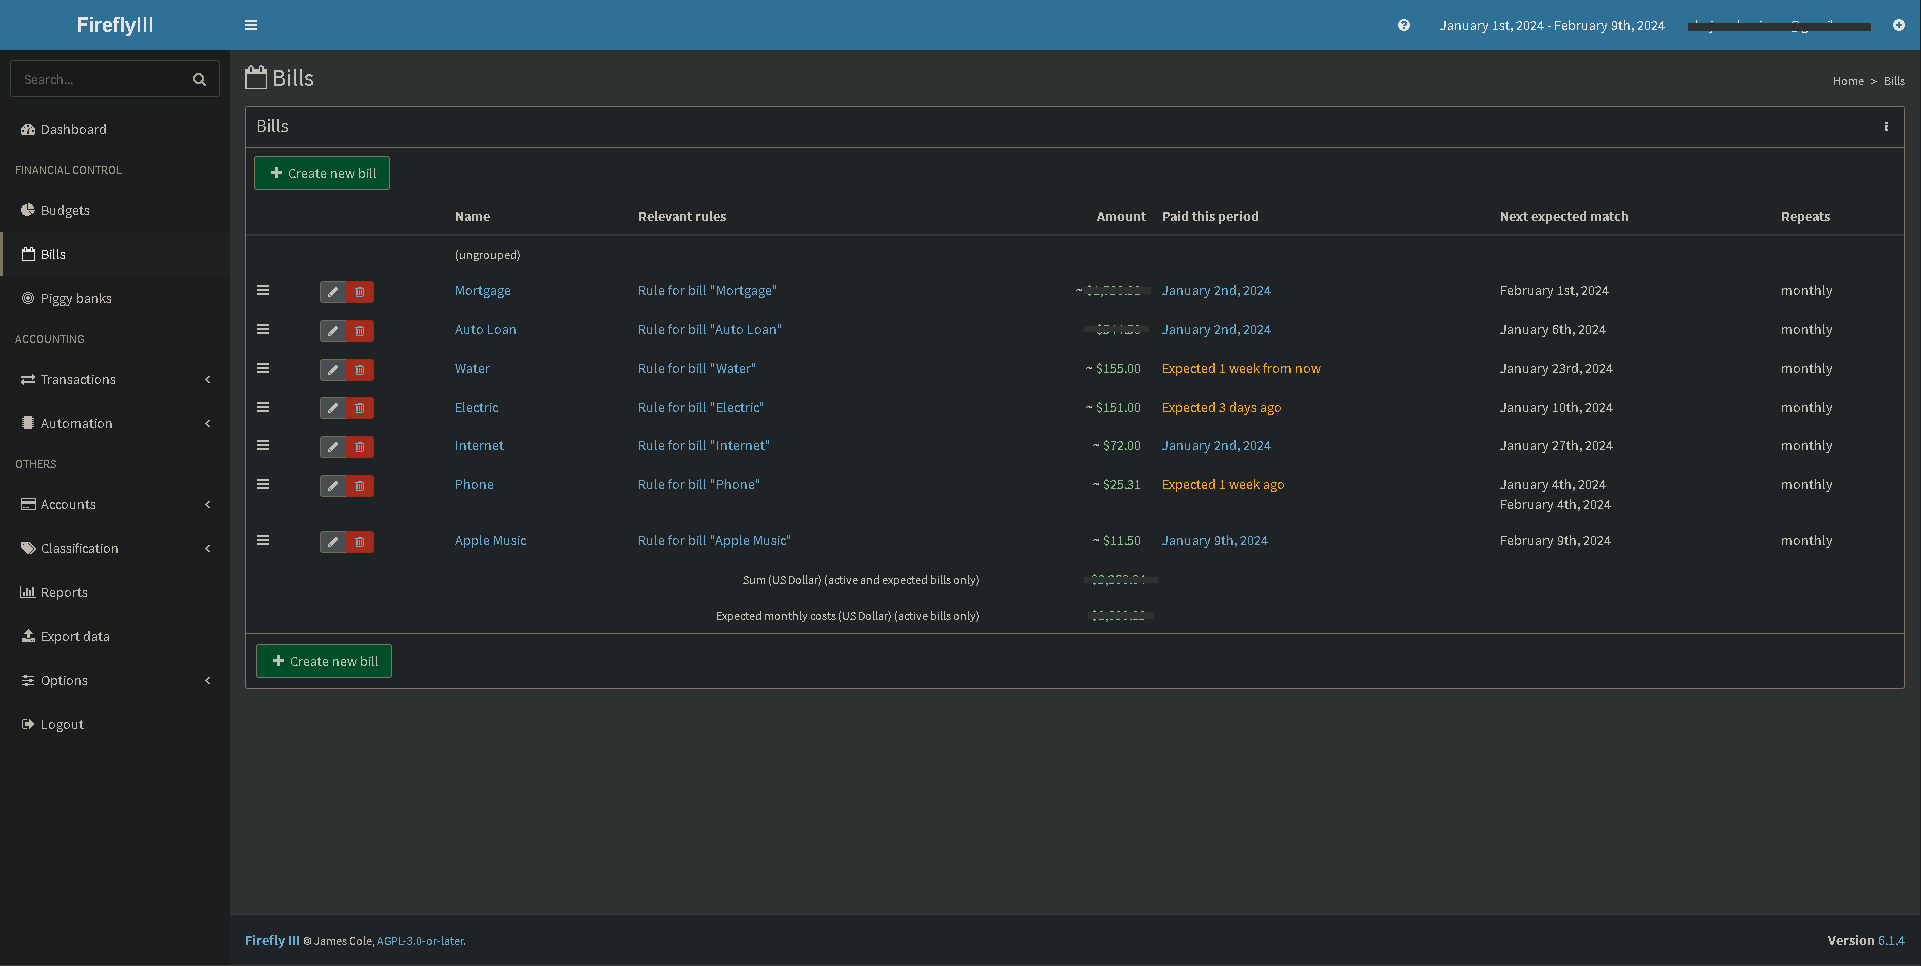 FireflyIII
January 1st, 2024 - February 9th, 2024
Search...
Dashboard
FINANCIAL CONTROL
Budgets
Bills
Piggy banks
ACCOUNTING
Transactions
Automation
OTHERS
Accounts
Classification
Reports
Export data
Options
Logout
Bills
Home > Bills
Bills
Create new bill
Name Relevant rules Amount Paid this period Next expected match Repeats
(ungrouped)
Mortgage Rule for bill "Mortgage" ~ January 2nd, 2024 February 1st, 2024 monthly
Auto Loan Rule for bill "Auto Loan" January 2nd, 2024 January 6th, 2024 monthly
Water Rule for bill "Water" ~ $155.00 Expected 1 week from now January 23rd, 2024 monthly
Electric Rule for bill "Electric" ~ $151.00 Expected 3 days ago January 10th, 2024 monthly
Internet Rule for bill "Internet" ~ $72.00 January 2nd, 2024 January 27th, 2024 monthly
Phone Rule for bill "Phone" ~ $25.31 Expected 1 week ago January 4th, 2024 monthly
February 4th, 2024
Apple Music Rule for bill "Apple Music" ~ $11.50 January 9th, 2024 February 9th, 2024 monthly
Sum (US Dollar) (active and expected bills only)
Expected monthly costs (US Dollar) (active bills only)
Create new bill
Firefly III © James Cole, AGPL-3.0-or-later.
Version 6.1.4